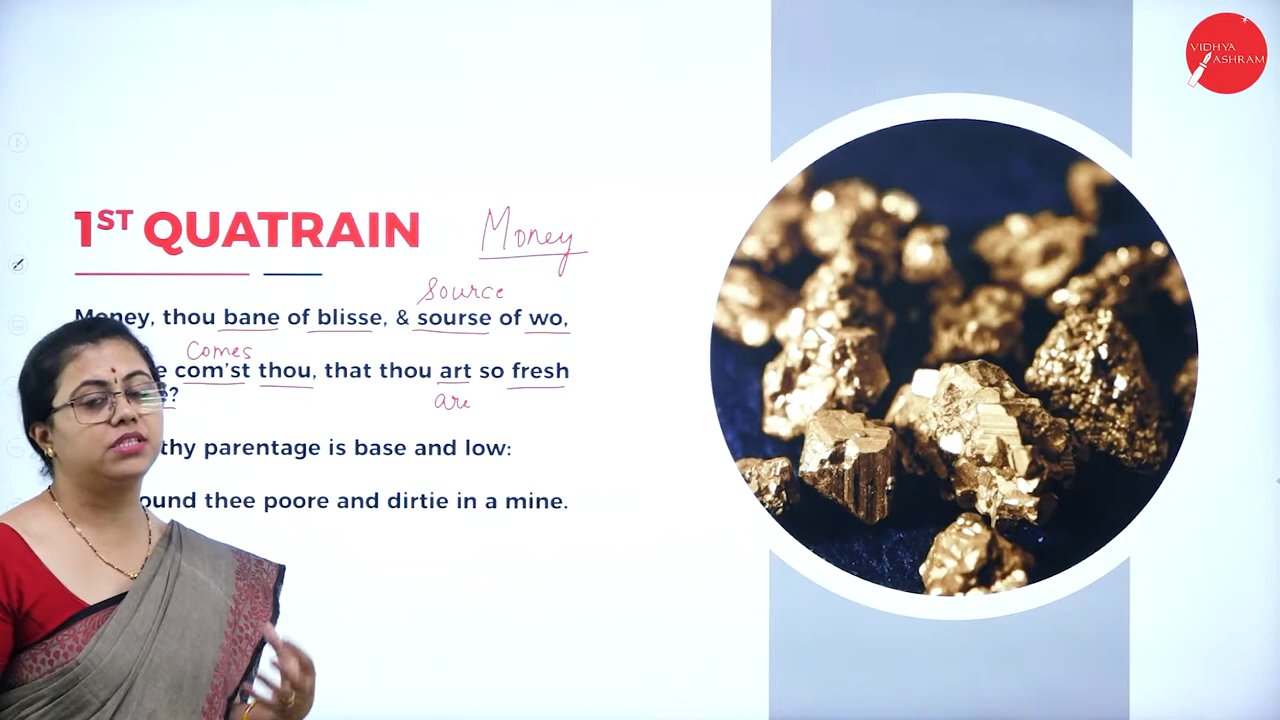 VIDHYA
ASHRAM
1ST QUATRAIN
Money
Source
Money, thou bane of blisse, & sourse of wo,
Comes
com'st thou, that thou art so fresh
are
thy parentage is base and low:
thee poore and dirtie in a mine.